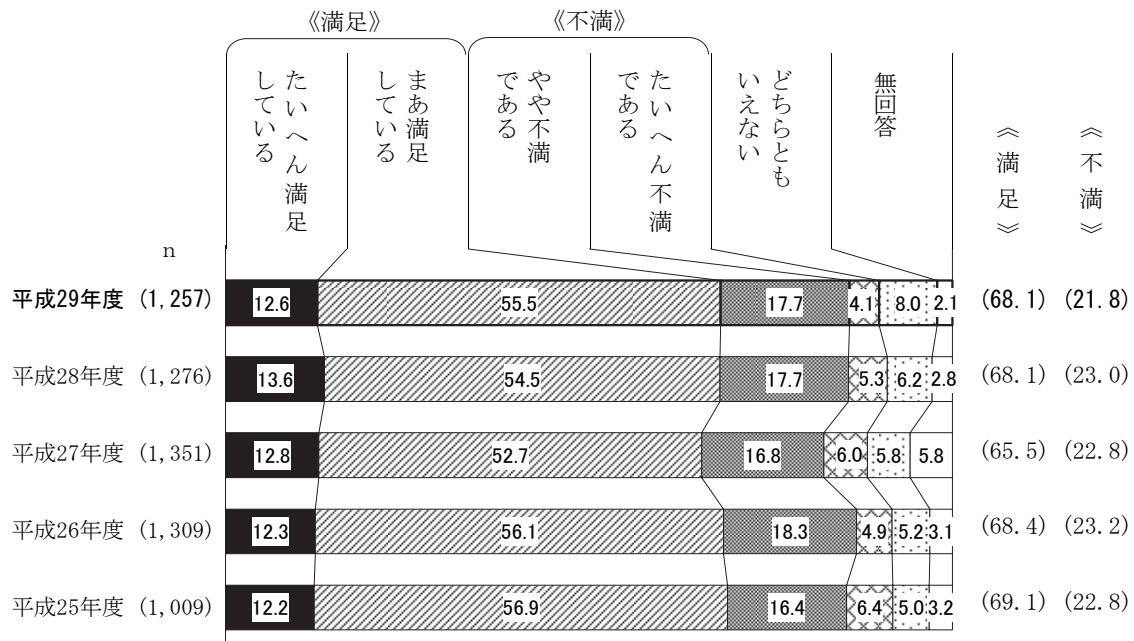 《満足》 《不満》
たいへん満足
している
まあ満足
している
やや不満
である
たいへん不満
である
どちらとも
いえない
無回答
《満足》
《不満》
n
平成29年度 (1,257) 12.6 55.5 17.7 4.1 8.0 2.1 (68.1) (21.8)
平成28年度 (1,276) 13.6 54.5 17.7 5.3 6.2 2.8 (68.1) (23.0)
平成27年度 (1,351) 12.8 52.7 16.8 6.0 5.8 5.8 (65.5) (22.8)
平成26年度 (1,309) 12.3 56.1 18.3 4.9 5.2 3.1 (68.4) (23.2)
平成25年度 (1,009) 12.2 56.9 16.4 6.4 5.0 3.2 (69.1) (22.8)